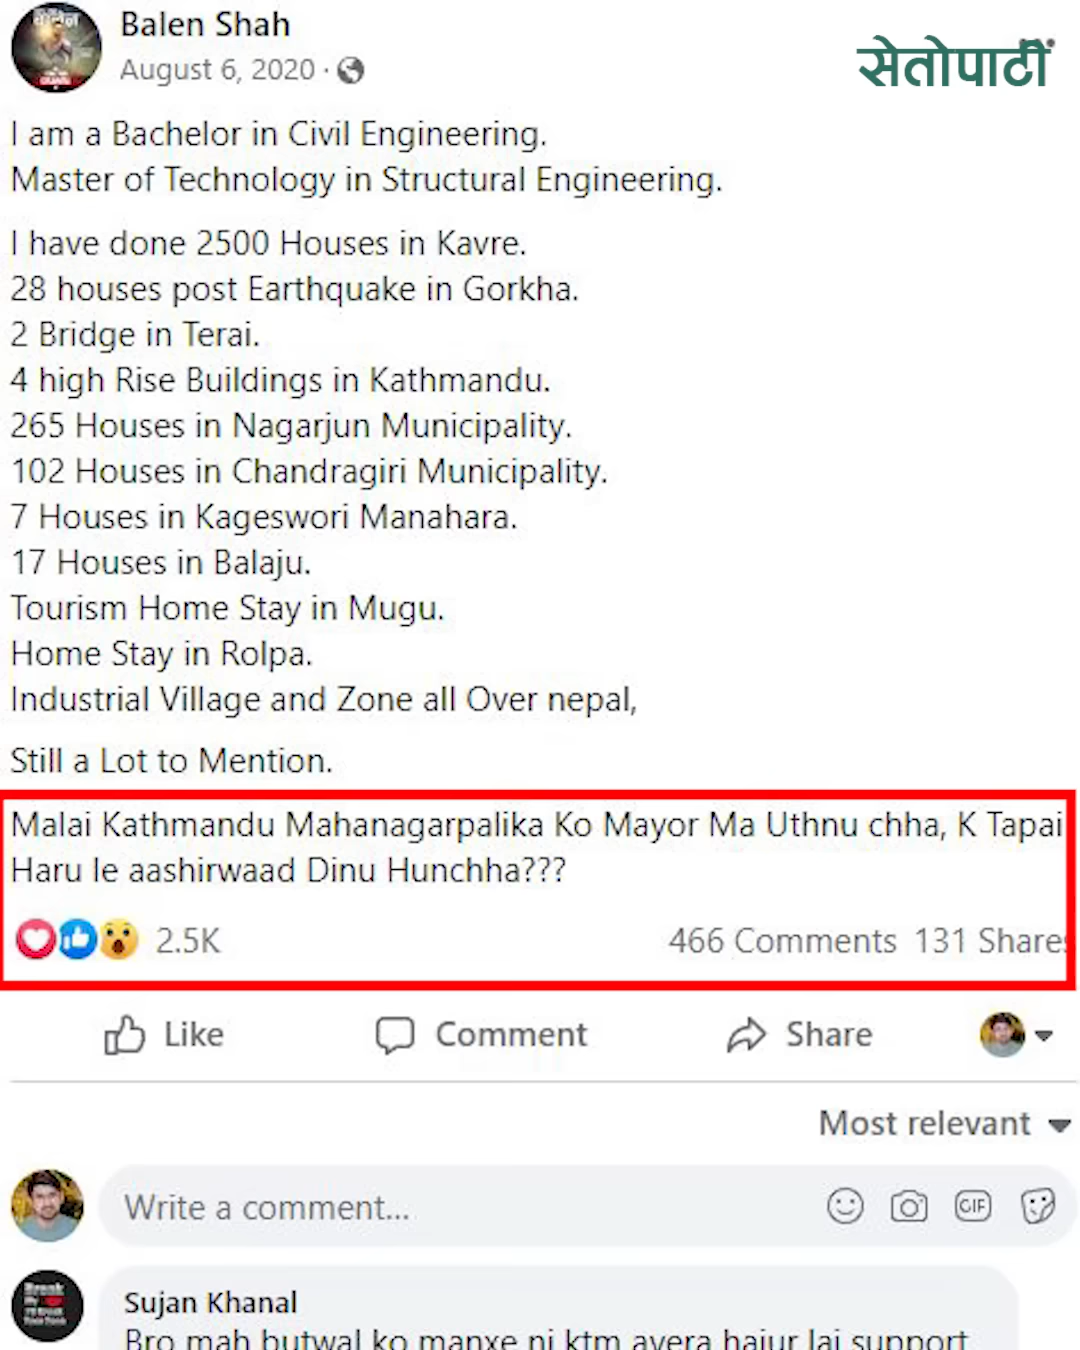 Balen Shah
August 6, 2020 ·
सेतोपाटी
I am a Bachelor in Civil Engineering.
Master of Technology in Structural Engineering.
I have done 2500 Houses in Kavre.
28 houses post Earthquake in Gorkha.
2 Bridge in Terai.
4 high Rise Buildings in Kathmandu.
265 Houses in Nagarjun Municipality.
102 Houses in Chandragiri Municipality.
7 Houses in Kageswori Manahara.
17 Houses in Balaju.
Tourism Home Stay in Mugu.
Home Stay in Rolpa.
Industrial Village and Zone all Over nepal,
Still a Lot to Mention.
Malai Kathmandu Mahanagarpalika Ko Mayor Ma Uthnu chha, K Tapai
Haru le aashirwaad Dinu Hunchha???
2.5K 466 Comments 131 Shares
Like Comment Share
Most relevant
Write a comment... GIF
Sujan Khanal
Bro mah butwal ko manxe ni ktm ayera hajur lai support